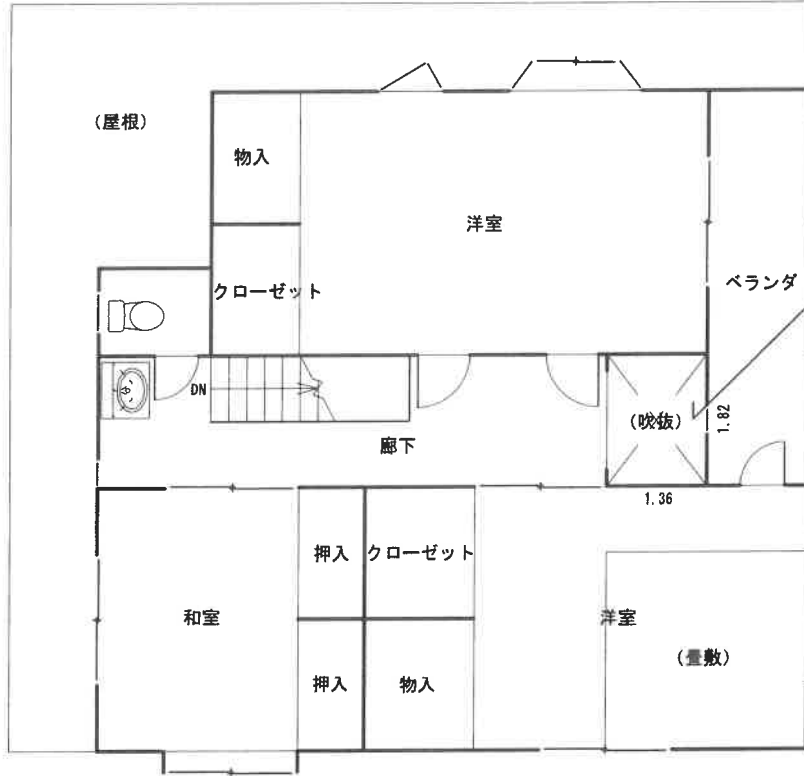 (屋根)
物入
洋室
クローゼット
ベランダ
DN
(吹抜)
1.82
廊下
1.36
押入
クローゼット
和室
洋室
(畳敷)
押入
物入